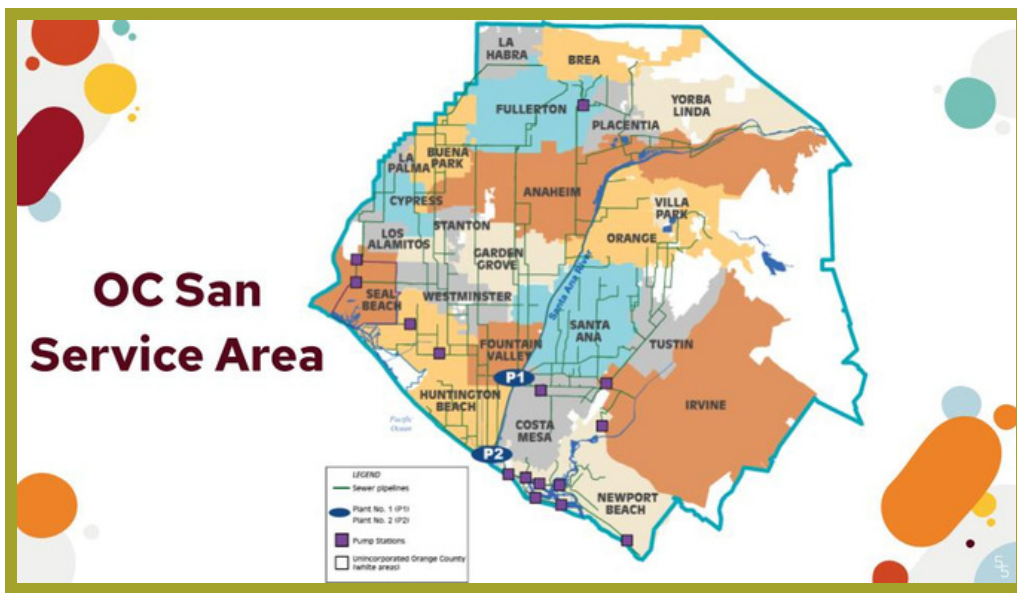 OC San
Service Area
LA
HABRA
BREA
FULLERTON
YORBA
LINDA
PLACENTIA
LA
PALMA
BUENA
PARK
ANAHEIM
CYPRESS
VILLA
PARK
STANTON
LOS
ALAMITOS
ORANGE
GARDEN
GROVE
Santa Ana River
SEAL
BEACH
WESTMINSTER
SANTA
ANA
FOUNTAIN
VALLEY
TUSTIN
P1
HUNTINGTON
BEACH
IRVINE
Pacific
Ocean
COSTA
MESA
P2
NEWPORT
BEACH
LEGEND
Sewer pipelines
Plant No. 1 (P1)
Plant No. 2 (P2)
Pump Stations
Unincorporated Orange County
(white areas)